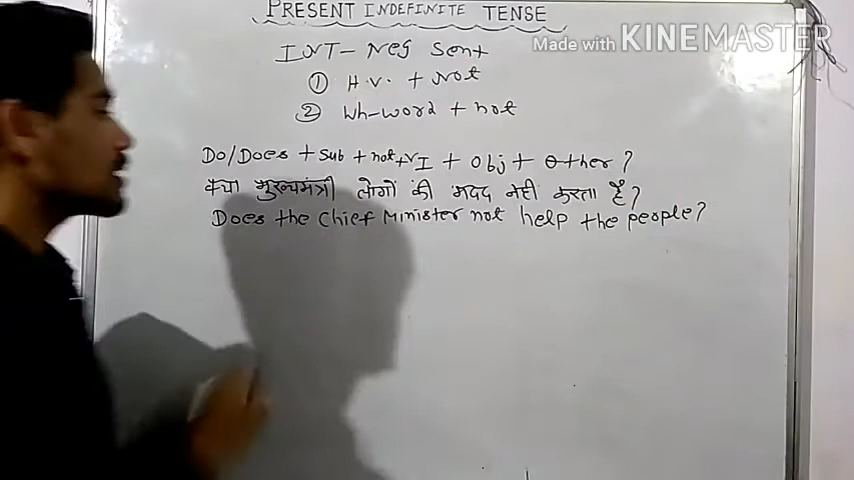 PRESENT INDEFINITE TENSE
Made with KINEMASTER
INT- Neg Sent
① H.V. + Not
② Wh-word + not
Do/Does + Sub + not + VI + Obj + Other?
क्या मुख्यमंत्री लोगों की मदद नही करता है?
Does the Chief Minister not help the people?